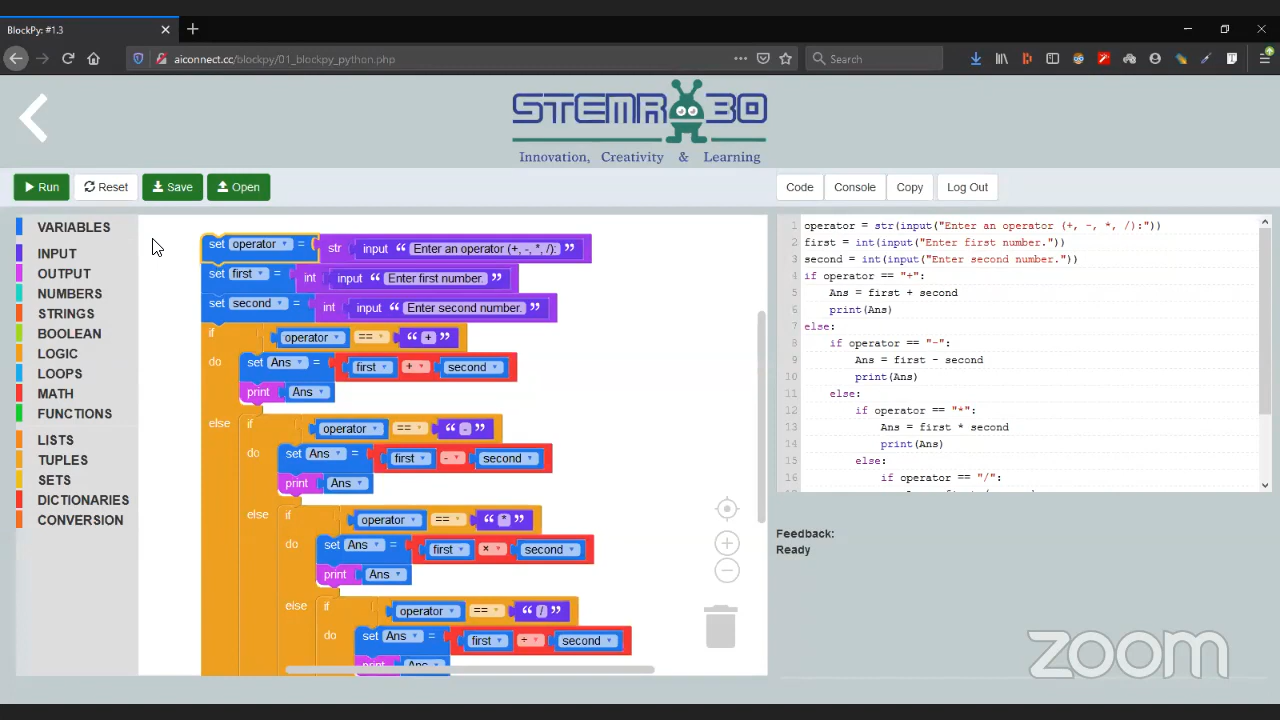 BlockPy: #1.3
aiconnect.cc/blockpy/01_blockpy_python.php
Search
STEMROBO
Innovation, Creativity & Learning
Run
Reset
Save
Open
Code
Console
Copy
Log Out
VARIABLES
INPUT
OUTPUT
NUMBERS
STRINGS
BOOLEAN
LOGIC
LOOPS
MATH
FUNCTIONS
LISTS
TUPLES
SETS
DICTIONARIES
CONVERSION
set operator = str input “ Enter an operator (+, -, *, /): ”
set first = int input “ Enter first number. ”
set second = int input “ Enter second number. ”
if operator == “ + ”
do set Ans = first + second
print Ans
else if operator == “ - ”
do set Ans = first - second
print Ans
else if operator == “ * ”
do set Ans = first × second
print Ans
else if operator == “ / ”
do set Ans = first ÷ second
print Ans
1 operator = str(input("Enter an operator (+, -, *, /):"))
2 first = int(input("Enter first number."))
3 second = int(input("Enter second number."))
4 if operator == "+":
5 Ans = first + second
6 print(Ans)
7 else:
8 if operator == "-":
9 Ans = first - second
10 print(Ans)
11 else:
12 if operator == "*":
13 Ans = first * second
14 print(Ans)
15 else:
16 if operator == "/":
Feedback:
Ready
zoom